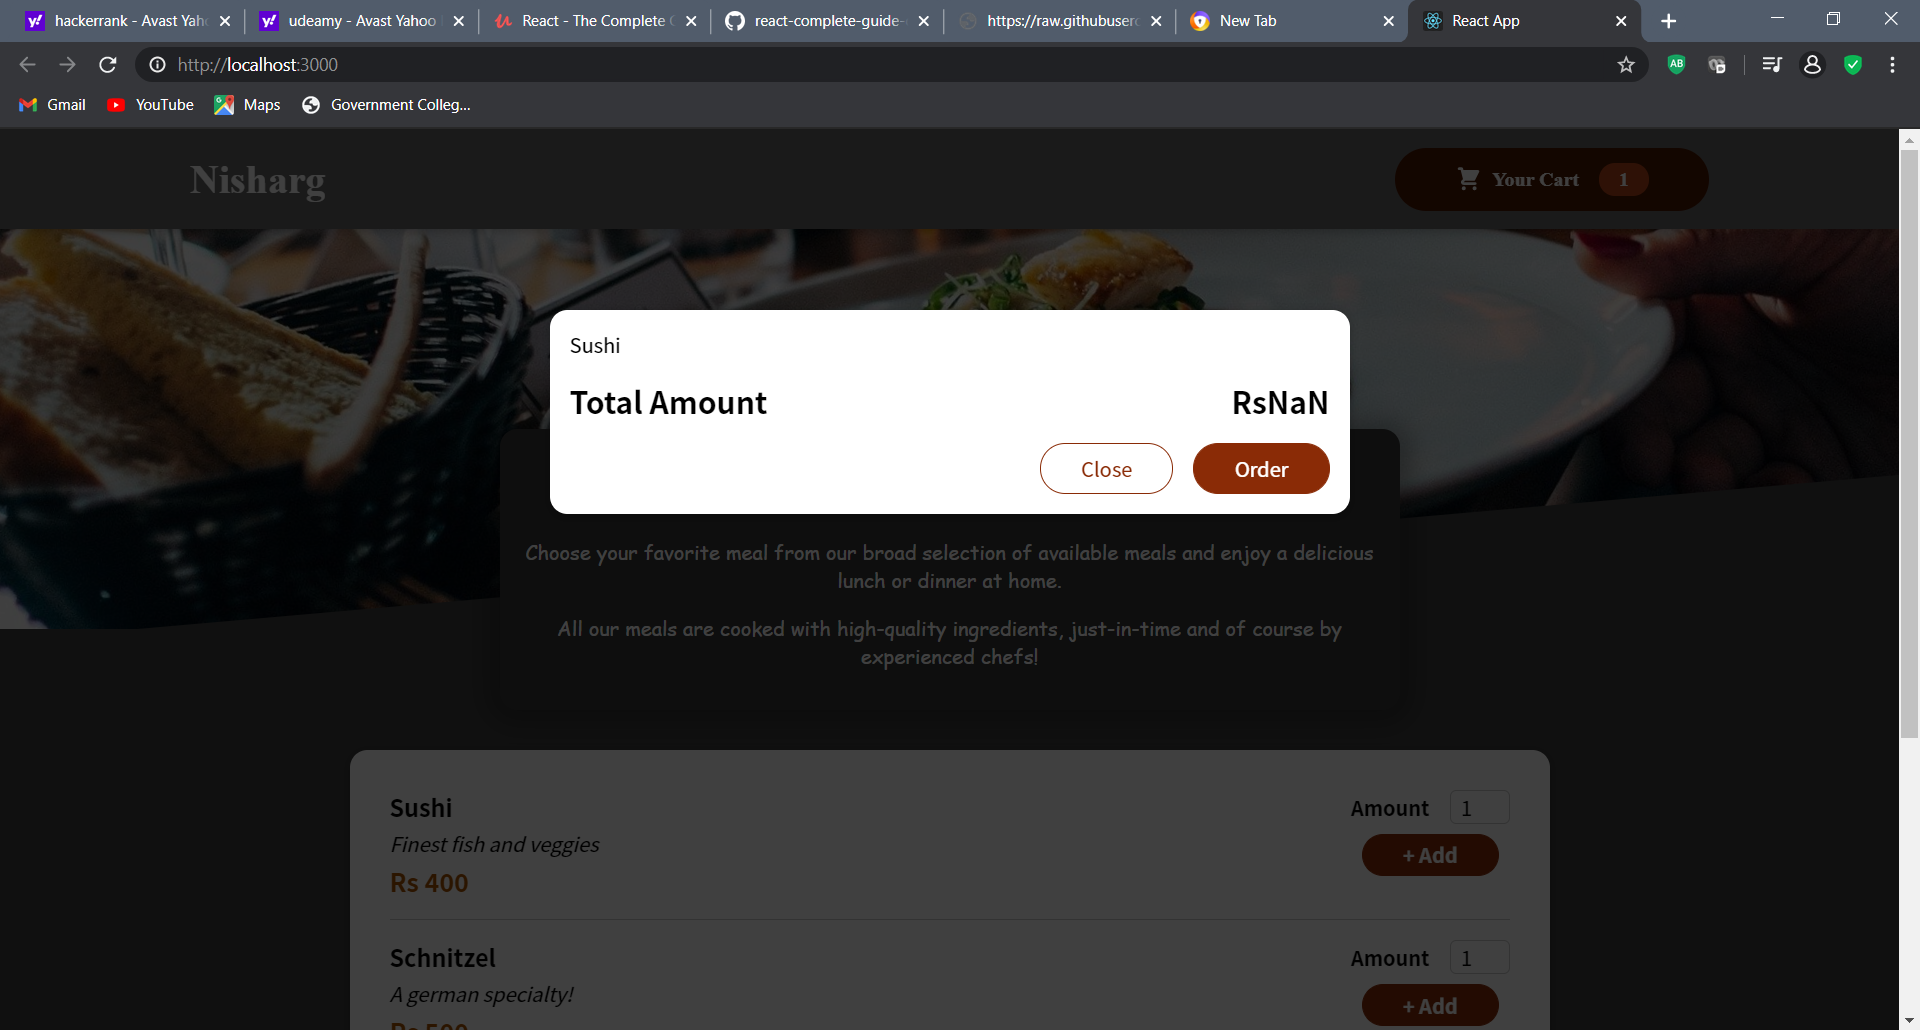 hackerrank - Avast Yah
udeamy - Avast Yahoo
React - The Complete
react-complete-guide-
https://raw.githubuserc
New Tab
React App
http://localhost:3000
Gmail
YouTube
Maps
Government Colleg...
Nisharg
Your Cart 1
Sushi
Total Amount RsNaN
Close Order
Choose your favorite meal from our broad selection of available meals and enjoy a delicious
lunch or dinner at home.
All our meals are cooked with high-quality ingredients, just-in-time and of course by
experienced chefs!
Sushi Amount 1
Finest fish and veggies
+ Add
Rs 400
Schnitzel Amount 1
A german specialty!
+ Add
Rs 500